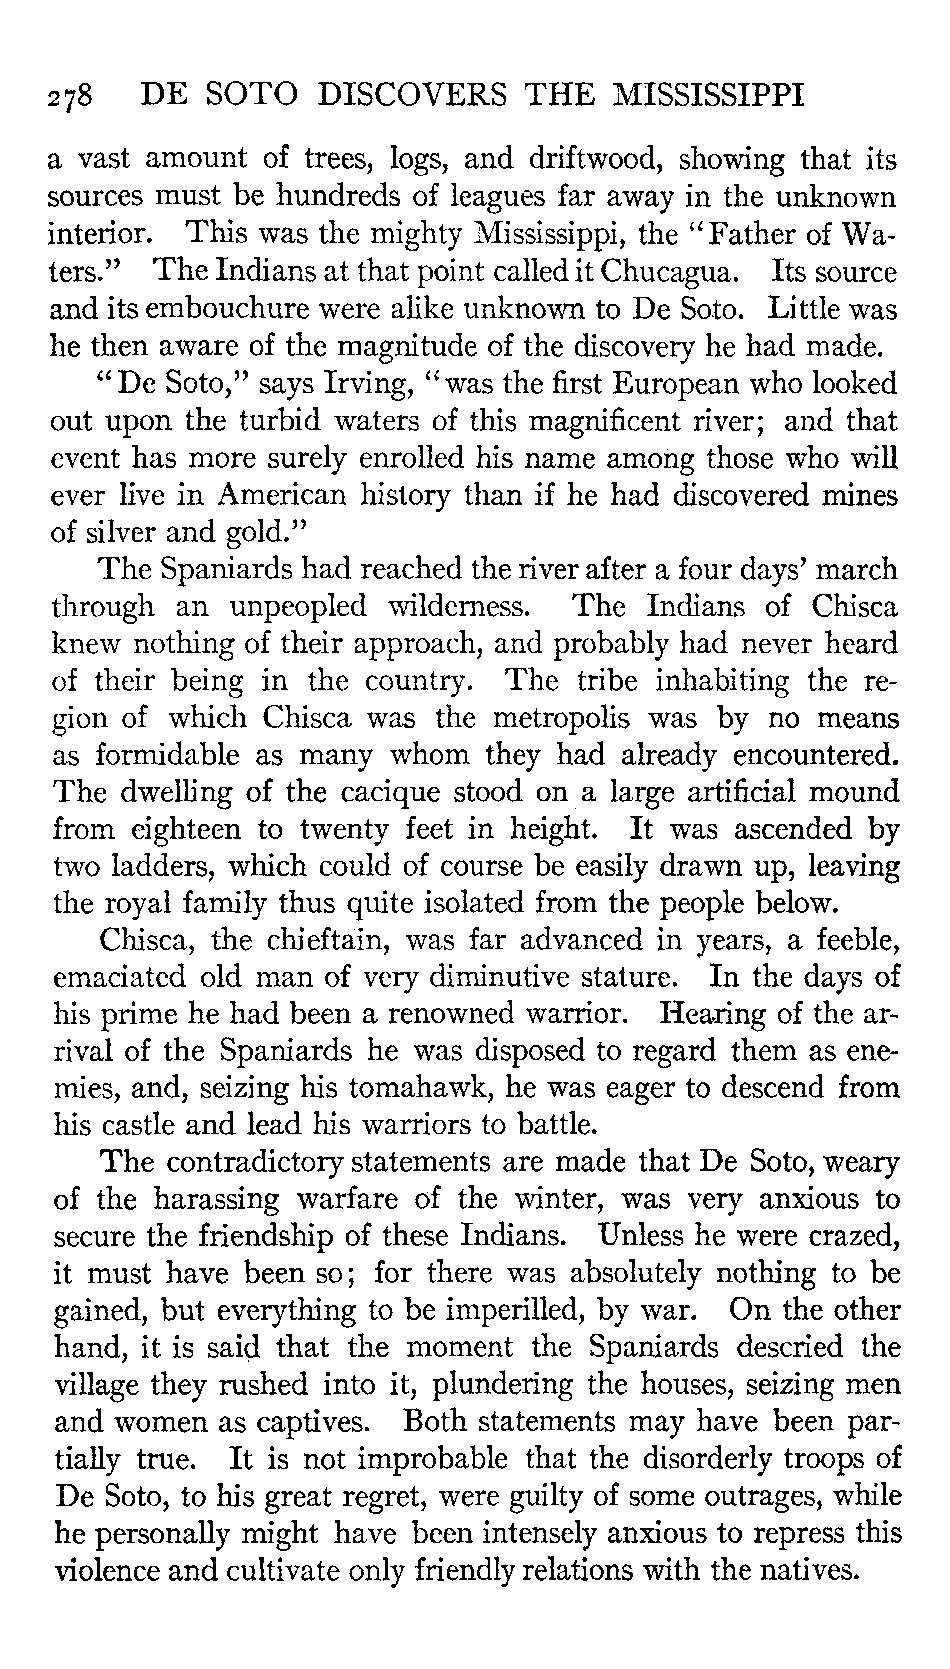 278 DE SOTO DISCOVERS THE MISSISSIPPI
a vast amount of trees, logs, and driftwood, showing that its
sources must be hundreds of leagues far away in the unknown
interior. This was the mighty Mississippi, the "Father of Wa-
ters." The Indians at that point called it Chucagua. Its source
and its embouchure were alike unknown to De Soto. Little was
he then aware of the magnitude of the discovery he had made.
"De Soto," says Irving, "was the first European who looked
out upon the turbid waters of this magnificent river; and that
event has more surely enrolled his name among those who will
ever live in American history than if he had discovered mines
of silver and gold."
The Spaniards had reached the river after a four days' march
through an unpeopled wilderness. The Indians of Chisca
knew nothing of their approach, and probably had never heard
of their being in the country. The tribe inhabiting the re-
gion of which Chisca was the metropolis was by no means
as formidable as many whom they had already encountered.
The dwelling of the cacique stood on a large artificial mound
from eighteen to twenty feet in height. It was ascended by
two ladders, which could of course be easily drawn up, leaving
the royal family thus quite isolated from the people below.
Chisca, the chieftain, was far advanced in years, a feeble,
emaciated old man of very diminutive stature. In the days of
his prime he had been a renowned warrior. Hearing of the ar-
rival of the Spaniards he was disposed to regard them as ene-
mies, and, seizing his tomahawk, he was eager to descend from
his castle and lead his warriors to battle.
The contradictory statements are made that De Soto, weary
of the harassing warfare of the winter, was very anxious to
secure the friendship of these Indians. Unless he were crazed,
it must have been so; for there was absolutely nothing to be
gained, but everything to be imperilled, by war. On the other
hand, it is said that the moment the Spaniards descried the
village they rushed into it, plundering the houses, seizing men
and women as captives. Both statements may have been par-
tially true. It is not improbable that the disorderly troops of
De Soto, to his great regret, were guilty of some outrages, while
he personally might have been intensely anxious to repress this
violence and cultivate only friendly relations with the natives.